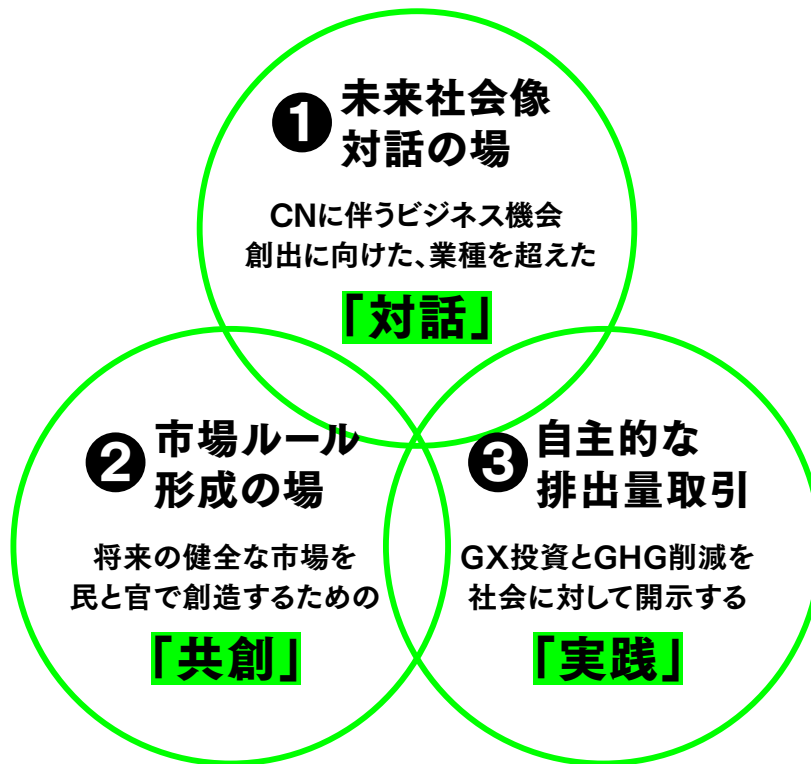 ❶ 未来社会像
対話の場
CNに伴うビジネス機会
創出に向けた、業種を超えた
「対話」
❷ 市場ルール
形成の場
将来の健全な市場を
民と官で創造するための
「共創」
❸ 自主的な
排出量取引
GX投資とGHG削減を
社会に対して開示する
「実践」